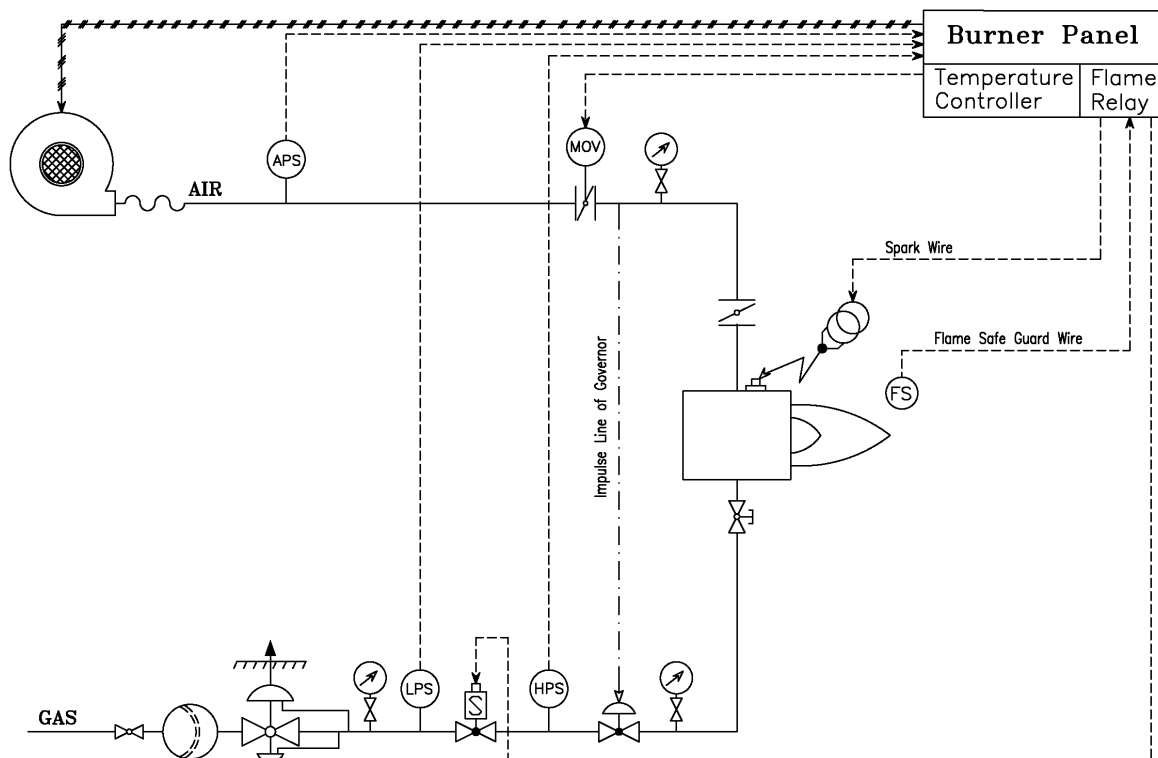 Burner Panel
Temperature
Controller
Flame
Relay
APS
MOV
AIR
Spark Wire
Flame Safe Guard Wire
FS
Impulse Line of Governor
GAS
LPS
S
HPS